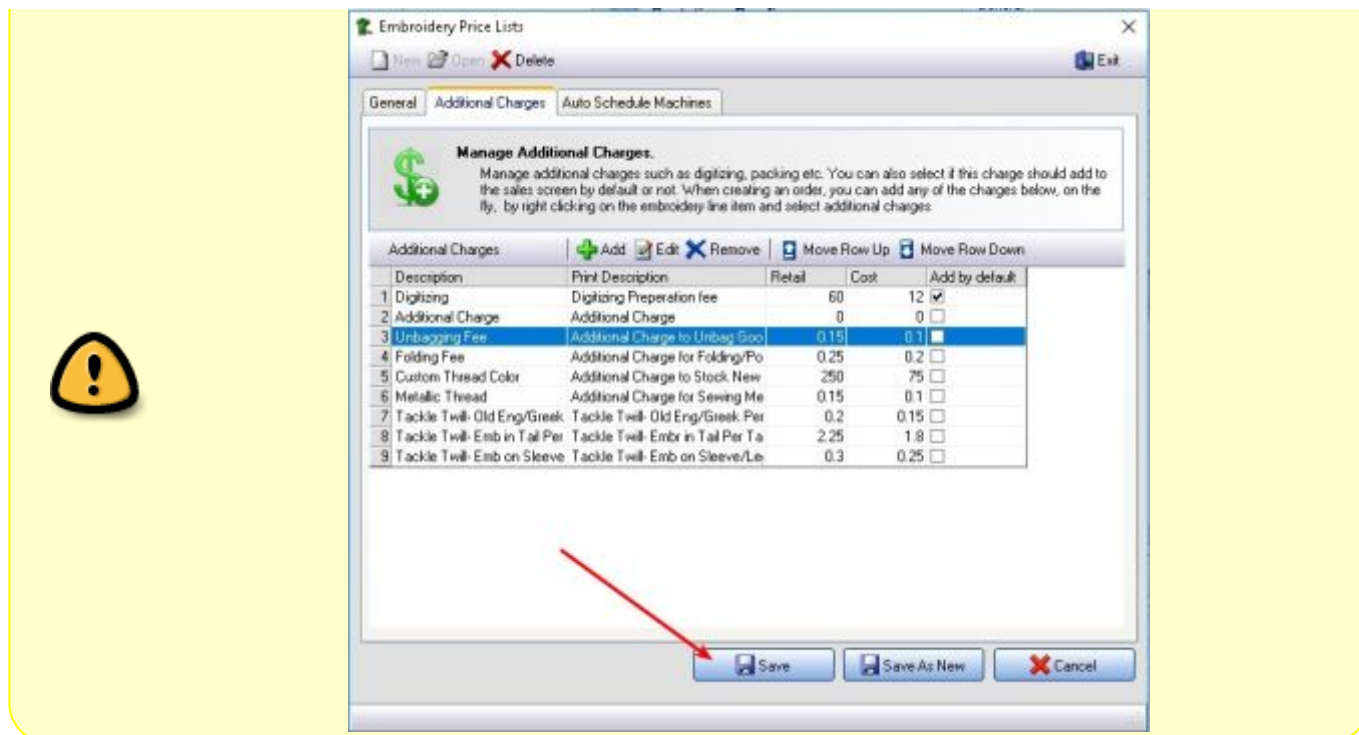 Embroidery Price Lists
New Open Delete Exit
General Additional Charges Auto Schedule Machines
Manage Additional Charges.
Manage additional charges such as digitizing, packing etc. You can also select if this charge should add to
the sales screen by default or not. When creating an order, you can add any of the charges below, on the
fly, by right clicking on the embroidery line item and select additional charges
Additional Charges Add Edit Remove Move Row Up Move Row Down
Description Print Description Retail Cost Add by default
1 Digitizing Digitizing Preperation fee 60 12
2 Additional Charge Additional Charge 0 0
3 Unbagging Fee Additional Charge to Unbag Goo 0.15 0.1
4 Folding Fee Additional Charge for Folding/Po 0.25 0.2
5 Custom Thread Color Additional Charge to Stock New 250 75
6 Metallic Thread Additional Charge for Sewing Me 0.15 0.1
7 Tackle Twill- Old Eng/Greek Tackle Twill- Old Eng/Greek Per 0.2 0.15
8 Tackle Twill- Emb in Tail Per Tackle Twill- Embr in Tail Per Ta 2.25 1.8
9 Tackle Twill- Emb on Sleeve Tackle Twill- Emb on Sleeve/Le 0.3 0.25
Save Save As New Cancel